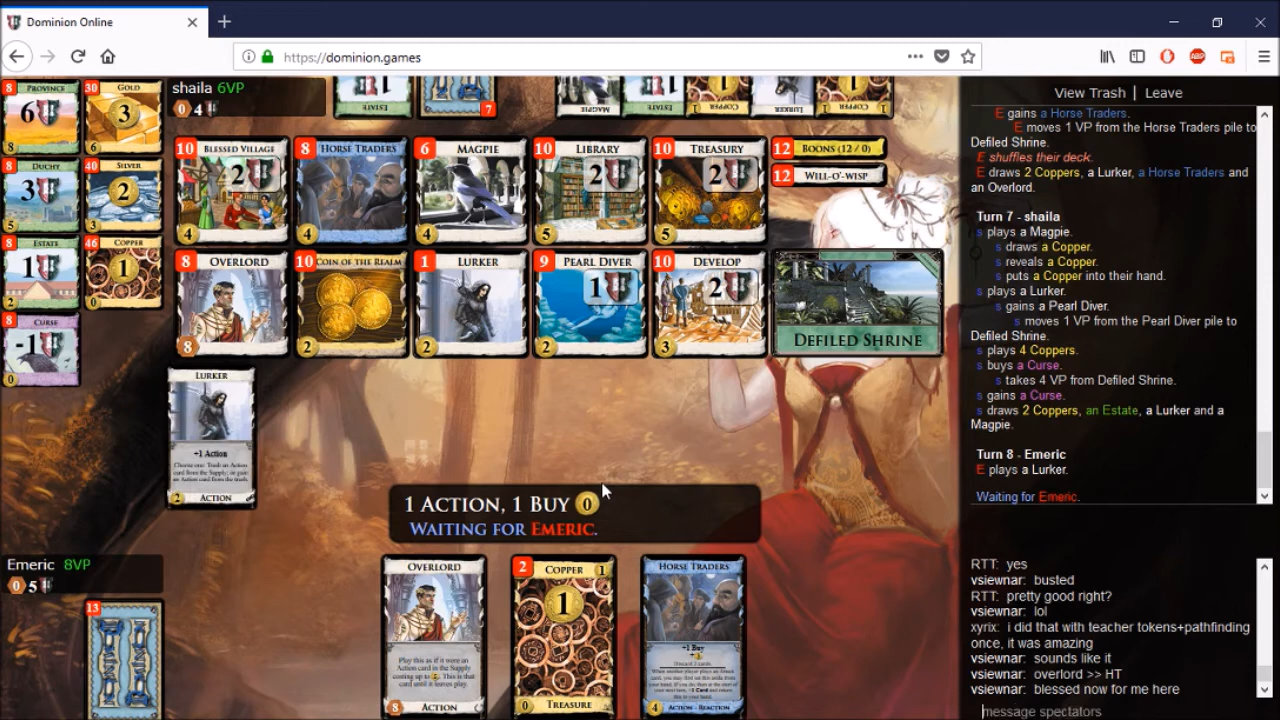 Dominion Online
https://dominion.games
8 PROVINCE
6
8
30 GOLD
3
6
shaila 6VP
0 4
ESTATE
7
MAGPIE
ESTATE
COPPER
LURKER
COPPER
View Trash | Leave
8 DUCHY
3
5
40 SILVER
2
3
8 ESTATE
1
2
46 COPPER
1
0
8 CURSE
-1
0
10 BLESSED VILLAGE
2
4
8 HORSE TRADERS
4
6 MAGPIE
4
10 LIBRARY
2
5
10 TREASURY
2
5
12 BOONS (12 / 0)
12 WILL-O'-WISP
8 OVERLORD
8
10 COIN OF THE REALM
2
1 LURKER
2
9 PEARL DIVER
1
2
10 DEVELOP
2
3
DEFILED SHRINE
LURKER
+1 Action
Choose one: Trash an Action
card from the Supply; or gain
an Action card from the trash.
2 ACTION
1 ACTION, 1 BUY 0
WAITING FOR EMERIC.
Emeric 8VP
0 5
13
OVERLORD
Play this as if it were an
Action card in the Supply
costing up to 5. This is that
card until it leaves play.
8 ACTION
2 COPPER 1
1
0 TREASURE
HORSE TRADERS
+1 Buy
+3
Discard 2 cards.
4 ACTION - REACTION
E gains a Horse Traders.
E moves 1 VP from the Horse Traders pile to
Defiled Shrine.
E shuffles their deck.
E draws 2 Coppers, a Lurker, a Horse Traders and
an Overlord.
Turn 7 - shaila
s plays a Magpie.
s draws a Copper.
s reveals a Copper.
s puts a Copper into their hand.
s plays a Lurker.
s gains a Pearl Diver.
s moves 1 VP from the Pearl Diver pile to
Defiled Shrine.
s plays 4 Coppers.
s buys a Curse.
s takes 4 VP from Defiled Shrine.
s gains a Curse.
s draws 2 Coppers, an Estate, a Lurker and a
Magpie.
Turn 8 - Emeric
E plays a Lurker.
Waiting for Emeric.
RTT: yes
vsiewnar: busted
RTT: pretty good right?
vsiewnar: lol
xyrix: i did that with teacher tokens+pathfinding
once, it was amazing
vsiewnar: sounds like it
vsiewnar: overlord >> HT
vsiewnar: blessed now for me here
message spectators